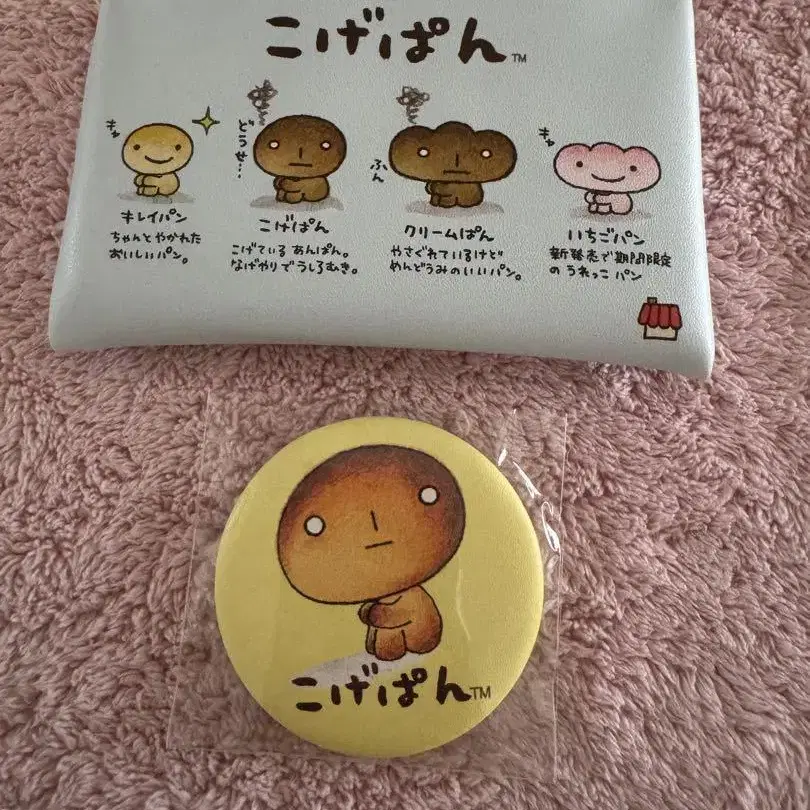 こげぱん™
キュ
キレイパン
ちゃんとやかれた
おいしいパン。
どうせ…
こげぱん
こげている あんぱん。
なげやりでうしろむき。
ふん
クリームぱん
やさぐれているけど
めんどうみのいいパン。
キュ
いちごパン
新発売で期間限定
のうれっこパン
こげぱん™